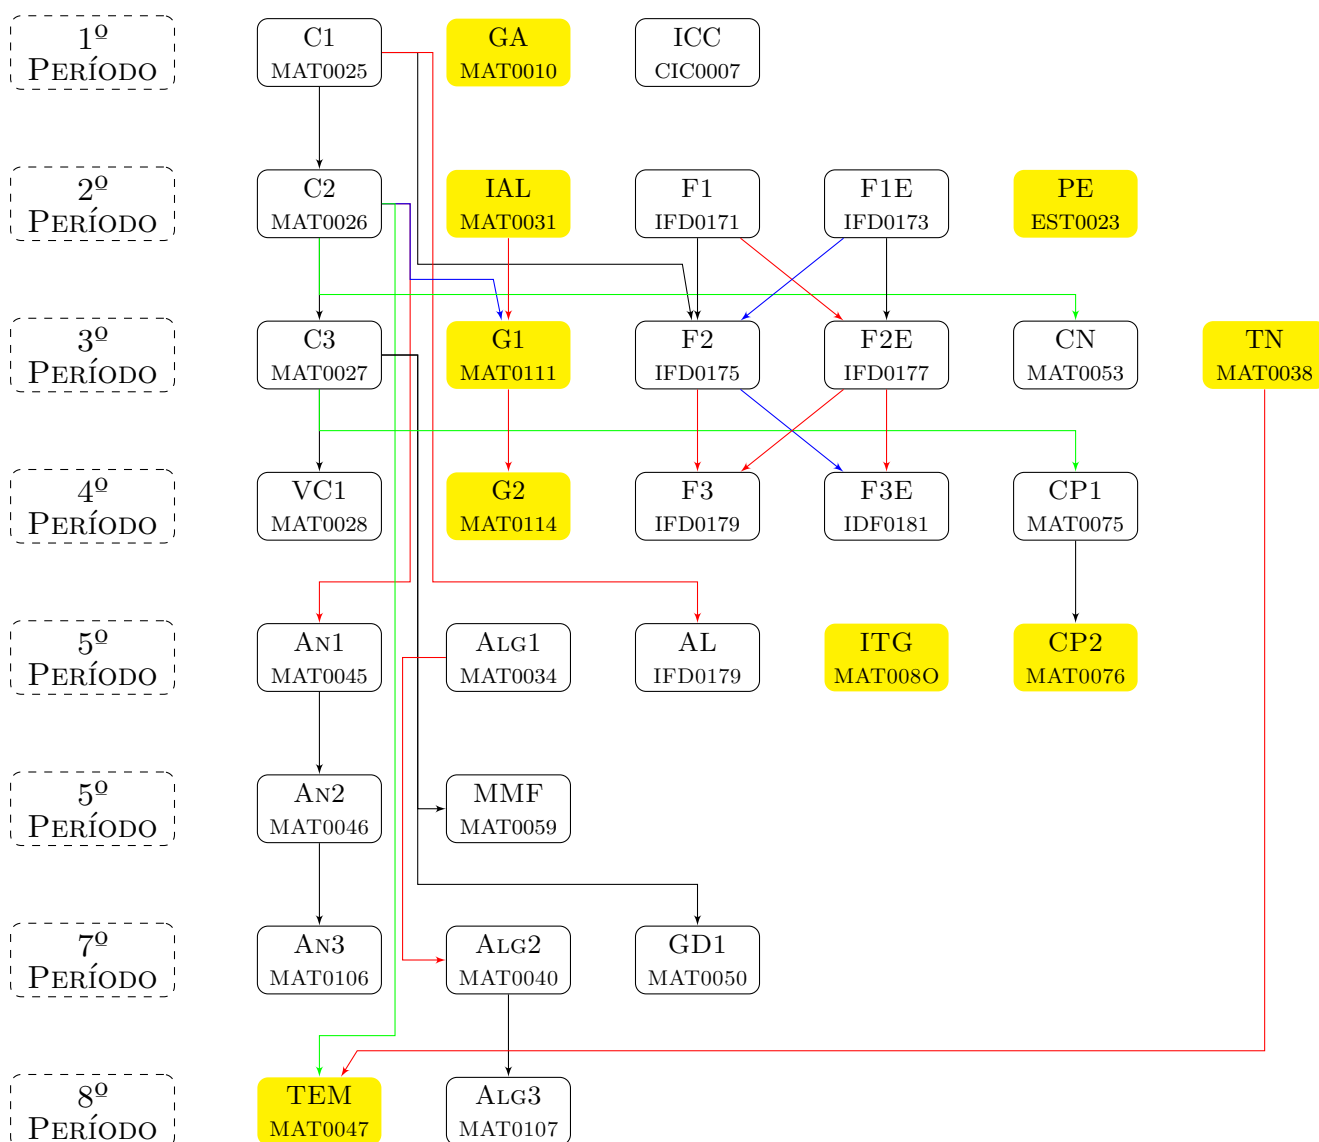 1º
PERÍODO
C1
MAT0025
GA
MAT0010
ICC
CIC0007
2º
PERÍODO
C2
MAT0026
IAL
MAT0031
F1
IFD0171
F1E
IFD0173
PE
EST0023
3º
PERÍODO
C3
MAT0027
G1
MAT0111
F2
IFD0175
F2E
IFD0177
CN
MAT0053
TN
MAT0038
4º
PERÍODO
VC1
MAT0028
G2
MAT0114
F3
IFD0179
F3E
IDF0181
CP1
MAT0075
5º
PERÍODO
AN1
MAT0045
ALG1
MAT0034
AL
IFD0179
ITG
MAT008O
CP2
MAT0076
5º
PERÍODO
AN2
MAT0046
MMF
MAT0059
7º
PERÍODO
AN3
MAT0106
ALG2
MAT0040
GD1
MAT0050
8º
PERÍODO
TEM
MAT0047
ALG3
MAT0107